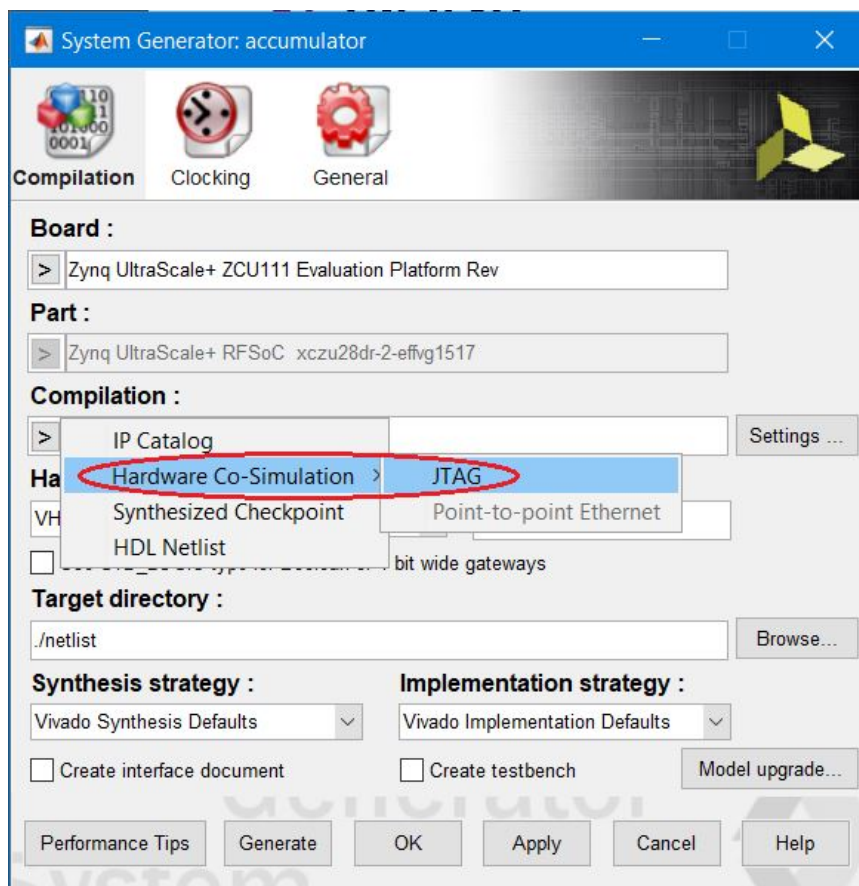 System Generator: accumulator
Compilation Clocking General
Board :
> Zynq UltraScale+ ZCU111 Evaluation Platform Rev
Part :
> Zynq UltraScale+ RFSoC xczu28dr-2-effvg1517
Compilation :
> IP Catalog Settings ...
Ha Hardware Co-Simulation > JTAG
VH Synthesized Checkpoint Point-to-point Ethernet
HDL Netlist
bit wide gateways
Target directory :
./netlist Browse...
Synthesis strategy : Implementation strategy :
Vivado Synthesis Defaults Vivado Implementation Defaults
Create interface document Create testbench Model upgrade...
Performance Tips Generate OK Apply Cancel Help